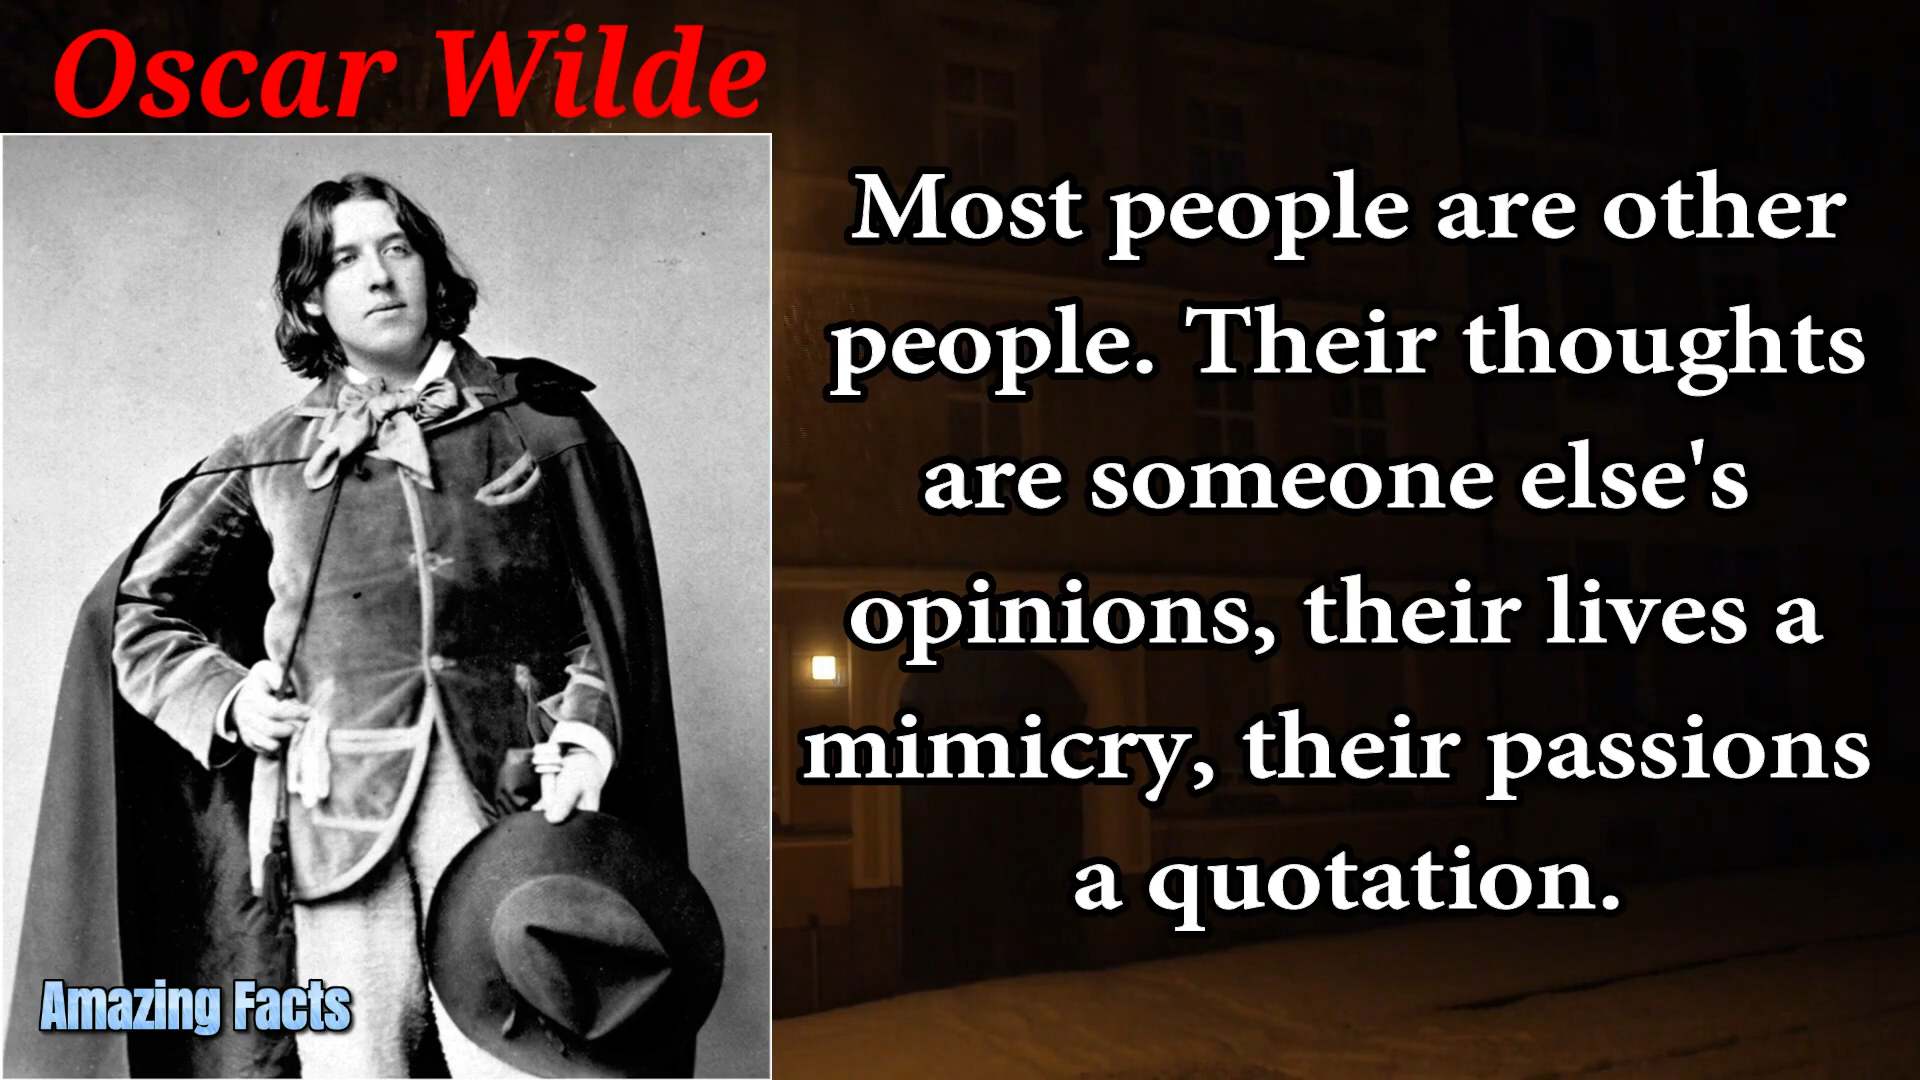 Oscar Wilde
Most people are other
people. Their thoughts
are someone else's
opinions, their lives a
mimicry, their passions
a quotation.
Amazing Facts